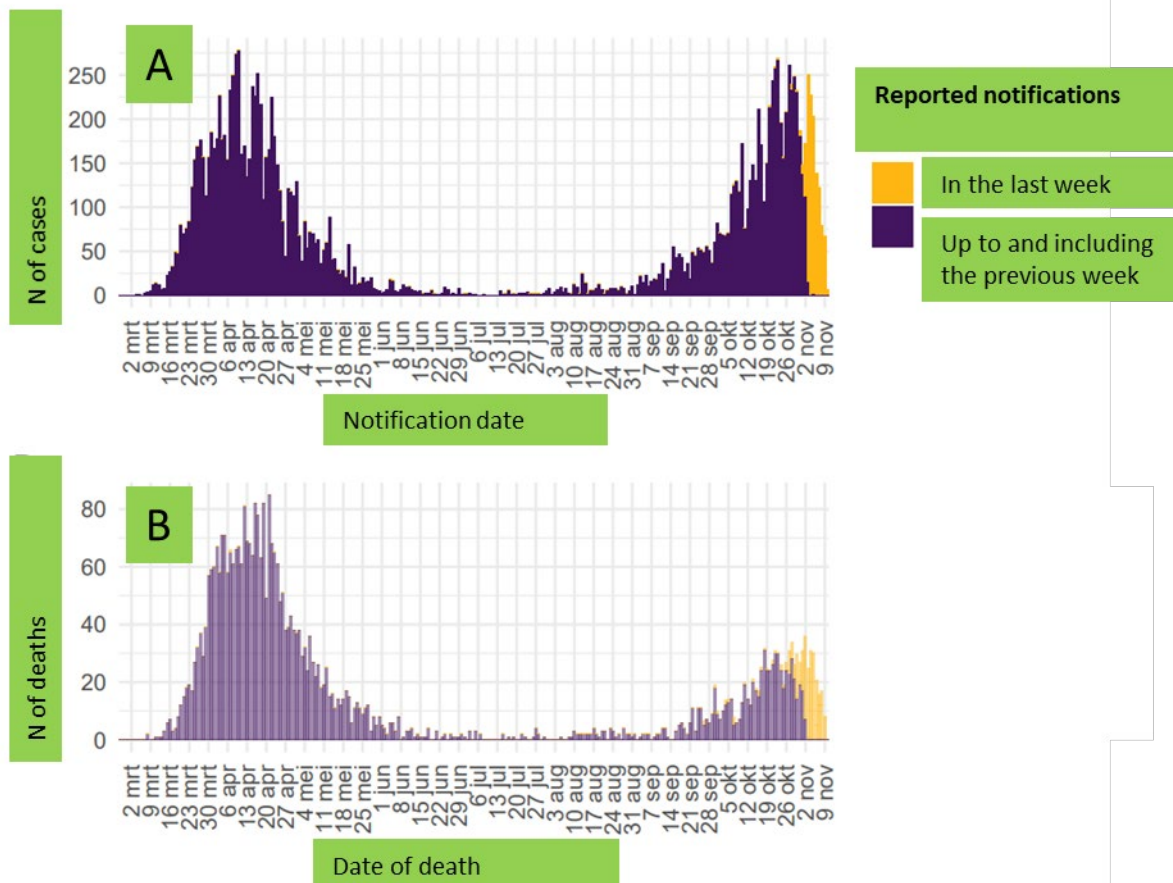 A
N of cases
250
200
150
100
50
0
2 mrt
9 mrt
16 mrt
23 mrt
30 mrt
6 apr
13 apr
20 apr
27 apr
4 mei
11 mei
18 mei
25 mei
1 jun
8 jun
15 jun
22 jun
29 jun
6 jul
13 jul
20 jul
27 jul
3 aug
10 aug
17 aug
24 aug
31 aug
7 sep
14 sep
21 sep
28 sep
5 okt
12 okt
19 okt
26 okt
2 nov
9 nov
Notification date
Reported notifications
In the last week
Up to and including
the previous week
B
N of deaths
80
60
40
20
0
2 mrt
9 mrt
16 mrt
23 mrt
30 mrt
6 apr
13 apr
20 apr
27 apr
4 mei
11 mei
18 mei
25 mei
1 jun
8 jun
15 jun
22 jun
29 jun
6 jul
13 jul
20 jul
27 jul
3 aug
10 aug
17 aug
24 aug
31 aug
7 sep
14 sep
21 sep
28 sep
5 okt
12 okt
19 okt
26 okt
2 nov
9 nov
Date of death